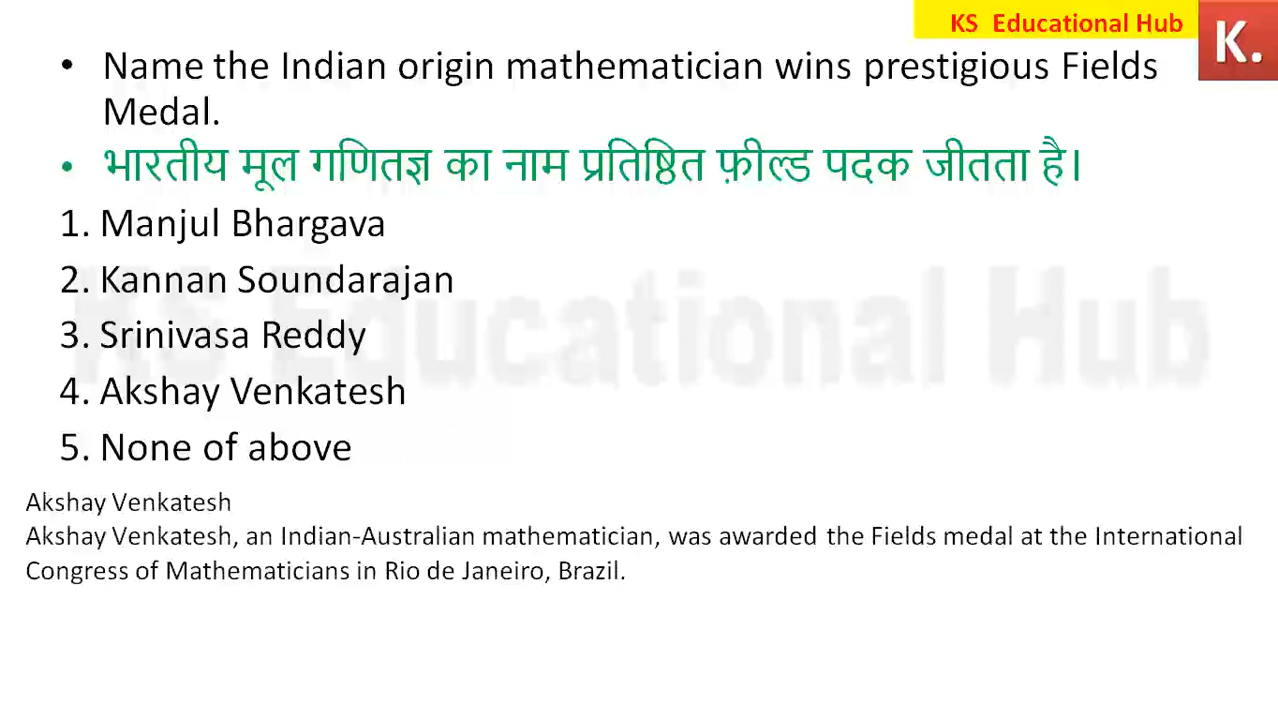 KS Educational Hub
K.
• Name the Indian origin mathematician wins prestigious Fields
Medal.
• भारतीय मूल गणितज्ञ का नाम प्रतिष्ठित फ़ील्ड पदक जीतता है।
1. Manjul Bhargava
2. Kannan Soundarajan
3. Srinivasa Reddy
4. Akshay Venkatesh
5. None of above
KS Educational Hub
Akshay Venkatesh
Akshay Venkatesh, an Indian-Australian mathematician, was awarded the Fields medal at the International
Congress of Mathematicians in Rio de Janeiro, Brazil.